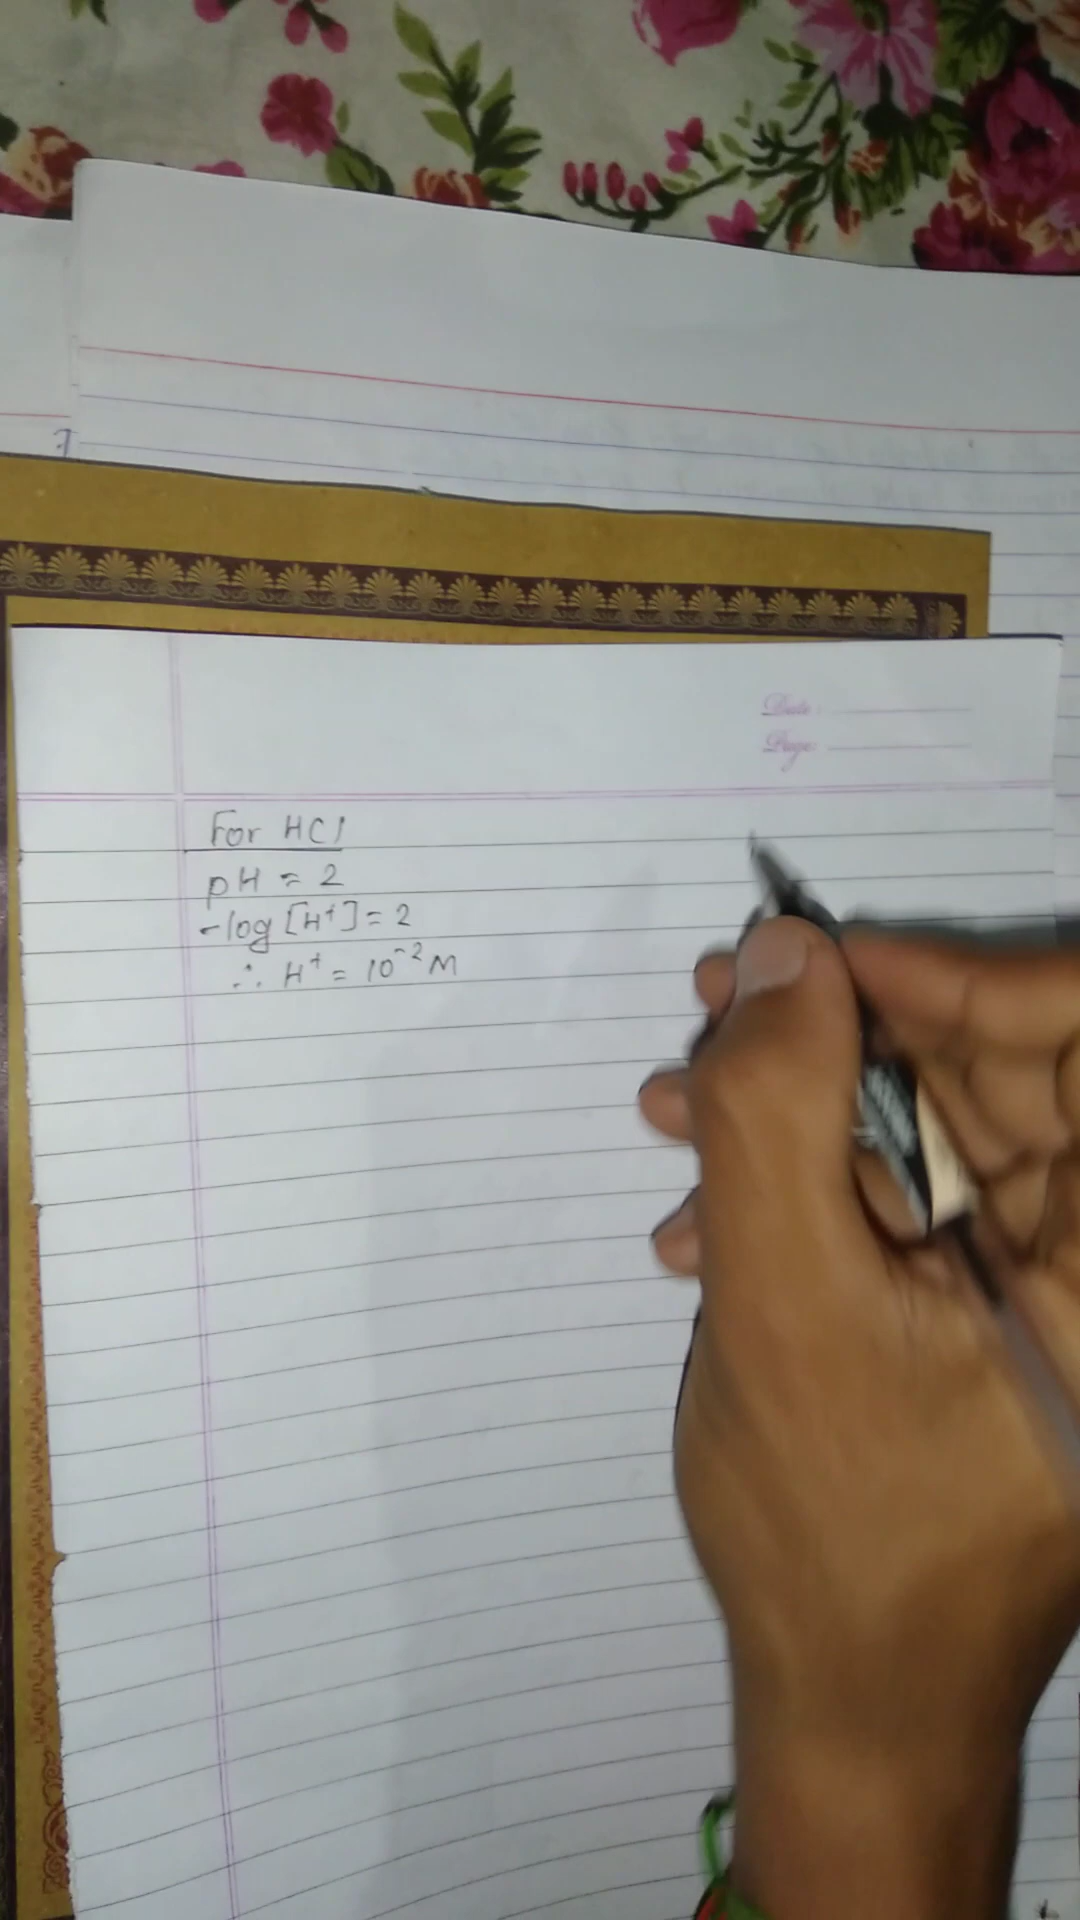 Date:
Page:
For HCl
pH = 2
-log [H⁺] = 2
∴ H⁺ = 10⁻² M